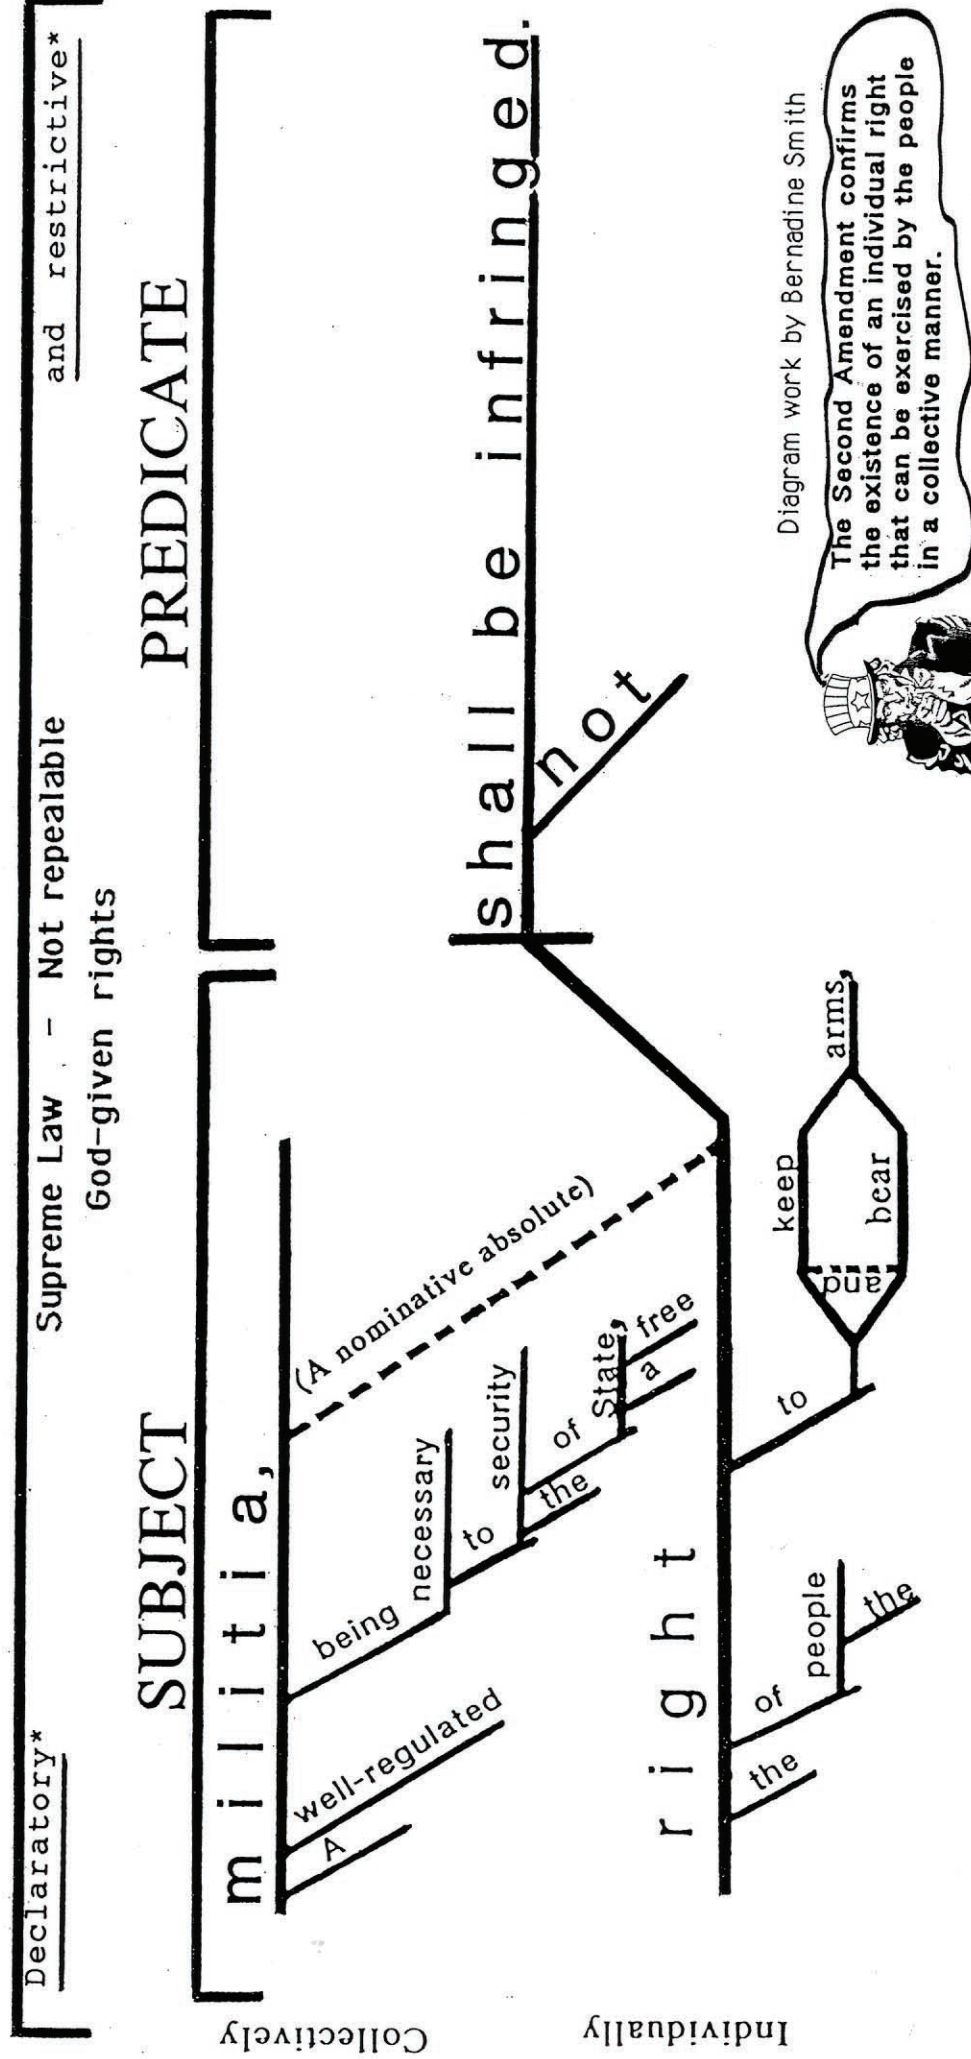 Declaratory*
Supreme Law - Not repealable
and restrictive*
God-given rights
SUBJECT
PREDICATE
Collectively
militia,
A
well-regulated
being
necessary
to
the
security
of
a
free
State,
(A nominative absolute)
shall be infringed.
not
Individually
right
the
of
the
people
to
keep
and
bear
arms,
Diagram work by Bernadine Smith
The Second Amendment confirms
the existence of an individual right
that can be exercised by the people
in a collective manner.